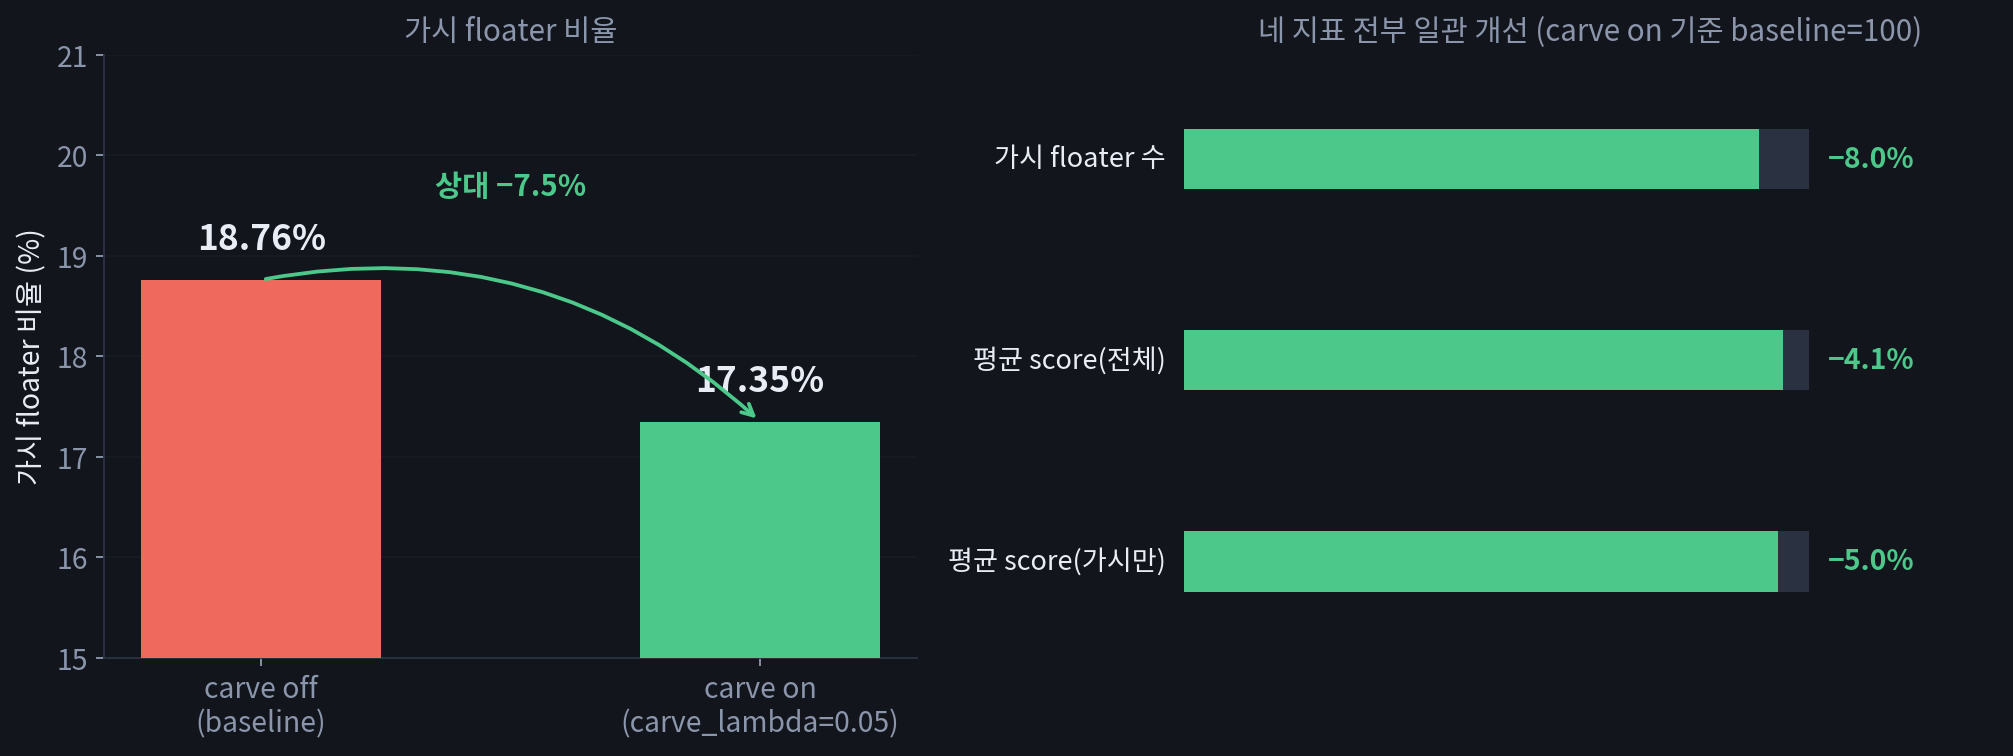 가시 floater 비율
가시 floater 비율 (%)
21
20
19
18
17
16
15
상대 −7.5%
18.76%
17.35%
carve off
(baseline)
carve on
(carve_lambda=0.05)
네 지표 전부 일관 개선 (carve on 기준 baseline=100)
가시 floater 수
−8.0%
평균 score(전체)
−4.1%
평균 score(가시만)
−5.0%